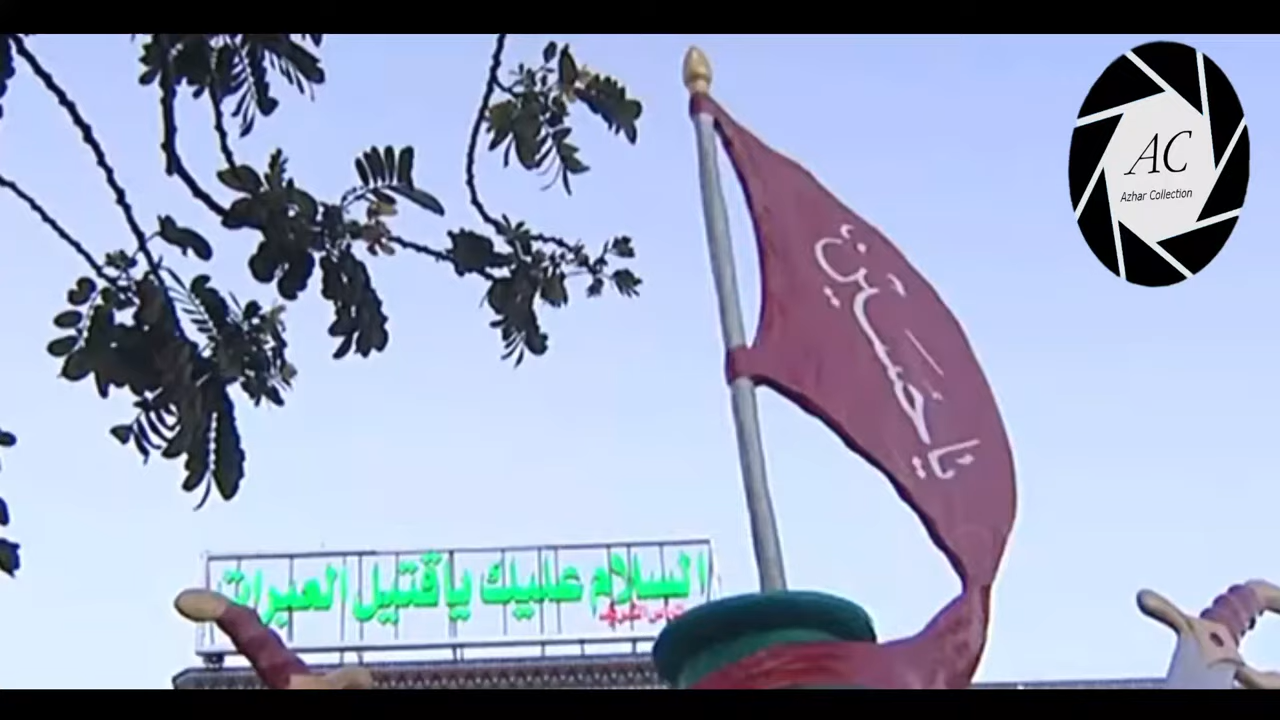 AC
Azhar Collection
يا حسين
السلام عليك يا قتيل العبرات